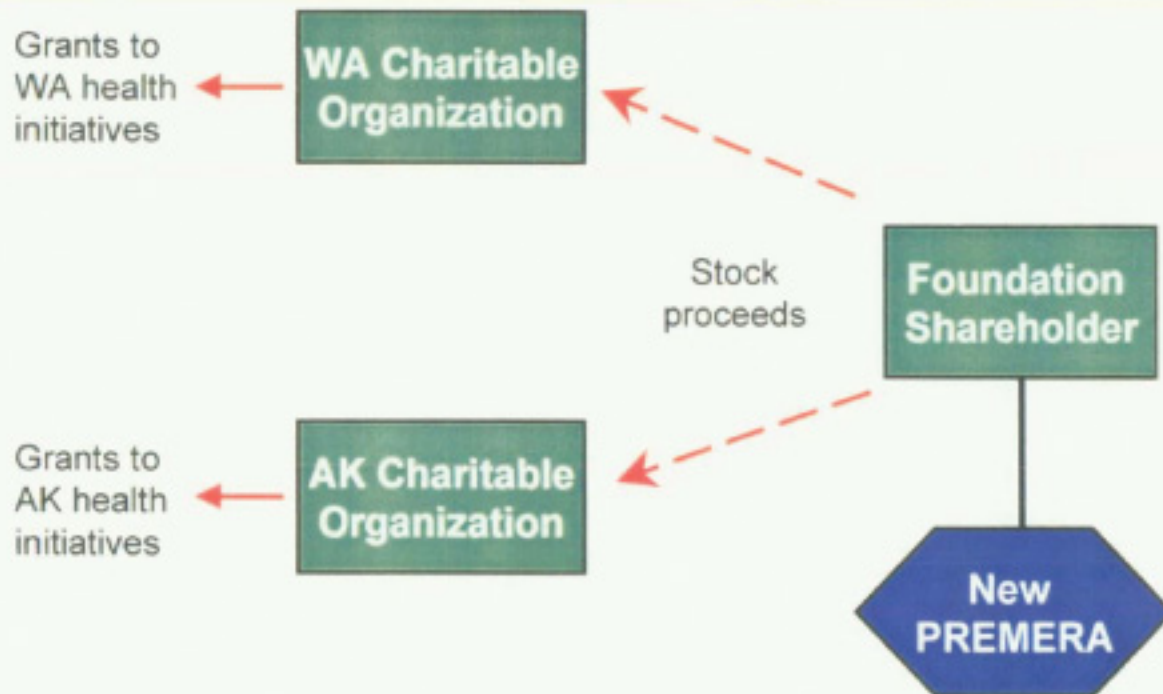 Grants to
WA health
initiatives
WA Charitable
Organization
Stock
proceeds
Foundation
Shareholder
Grants to
AK health
initiatives
AK Charitable
Organization
New
PREMERA